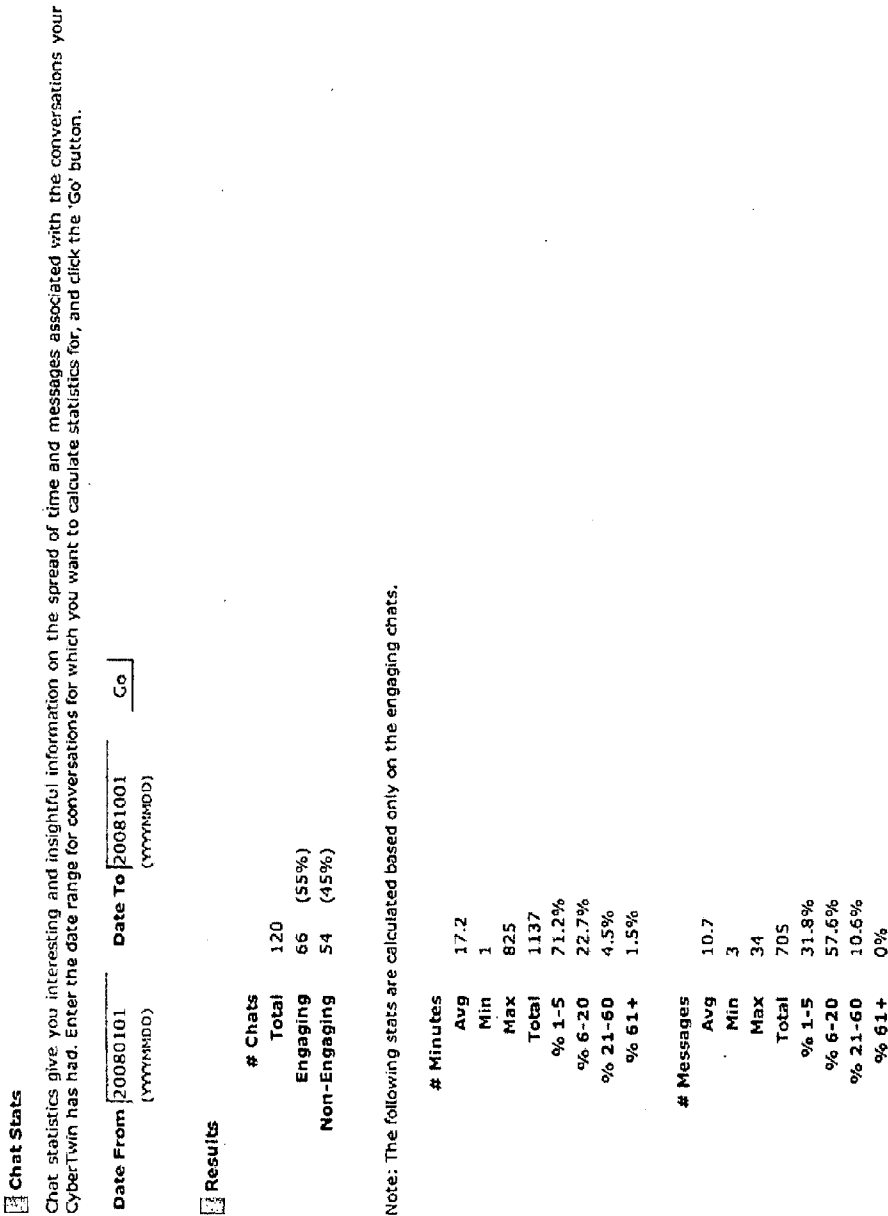 Chat Stats
Chat statistics give you interesting and insightful information on the spread of time and messages associated with the conversations your
CyberTwin has had. Enter the date range for conversations for which you want to calculate statistics for, and click the 'Go' button.
Date From 20080101 Date To 20081001 Go
(YYYYMMDD) (YYYYMMDD)
Results
# Chats
Total 120
Engaging 66 (55%)
Non-Engaging 54 (45%)
Note: The following stats are calculated based only on the engaging chats.
# Minutes
Avg 17.2
Min 1
Max 825
Total 1137
% 1-5 71.2%
% 6-20 22.7%
% 21-60 4.5%
% 61+ 1.5%
# Messages
Avg 10.7
Min 3
Max 34
Total 705
% 1-5 31.8%
% 6-20 57.6%
% 21-60 10.6%
% 61+ 0%